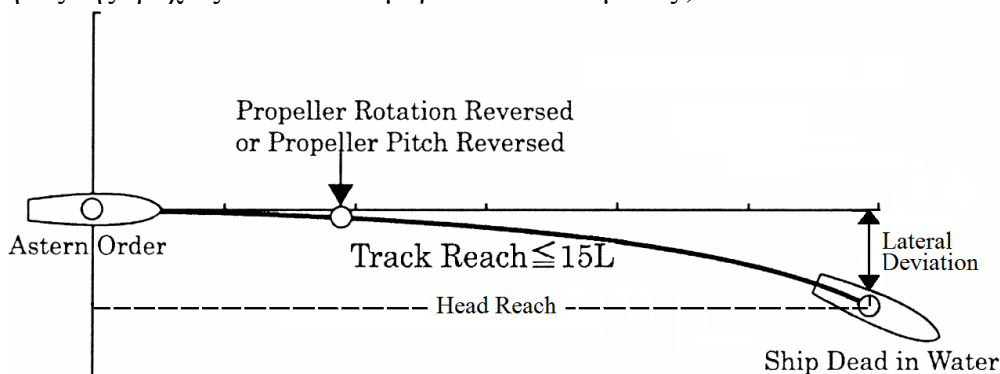 Propeller Rotation Reversed
or Propeller Pitch Reversed
Astern Order
Track Reach≦15L
Lateral
Deviation
Head Reach
Ship Dead in Water